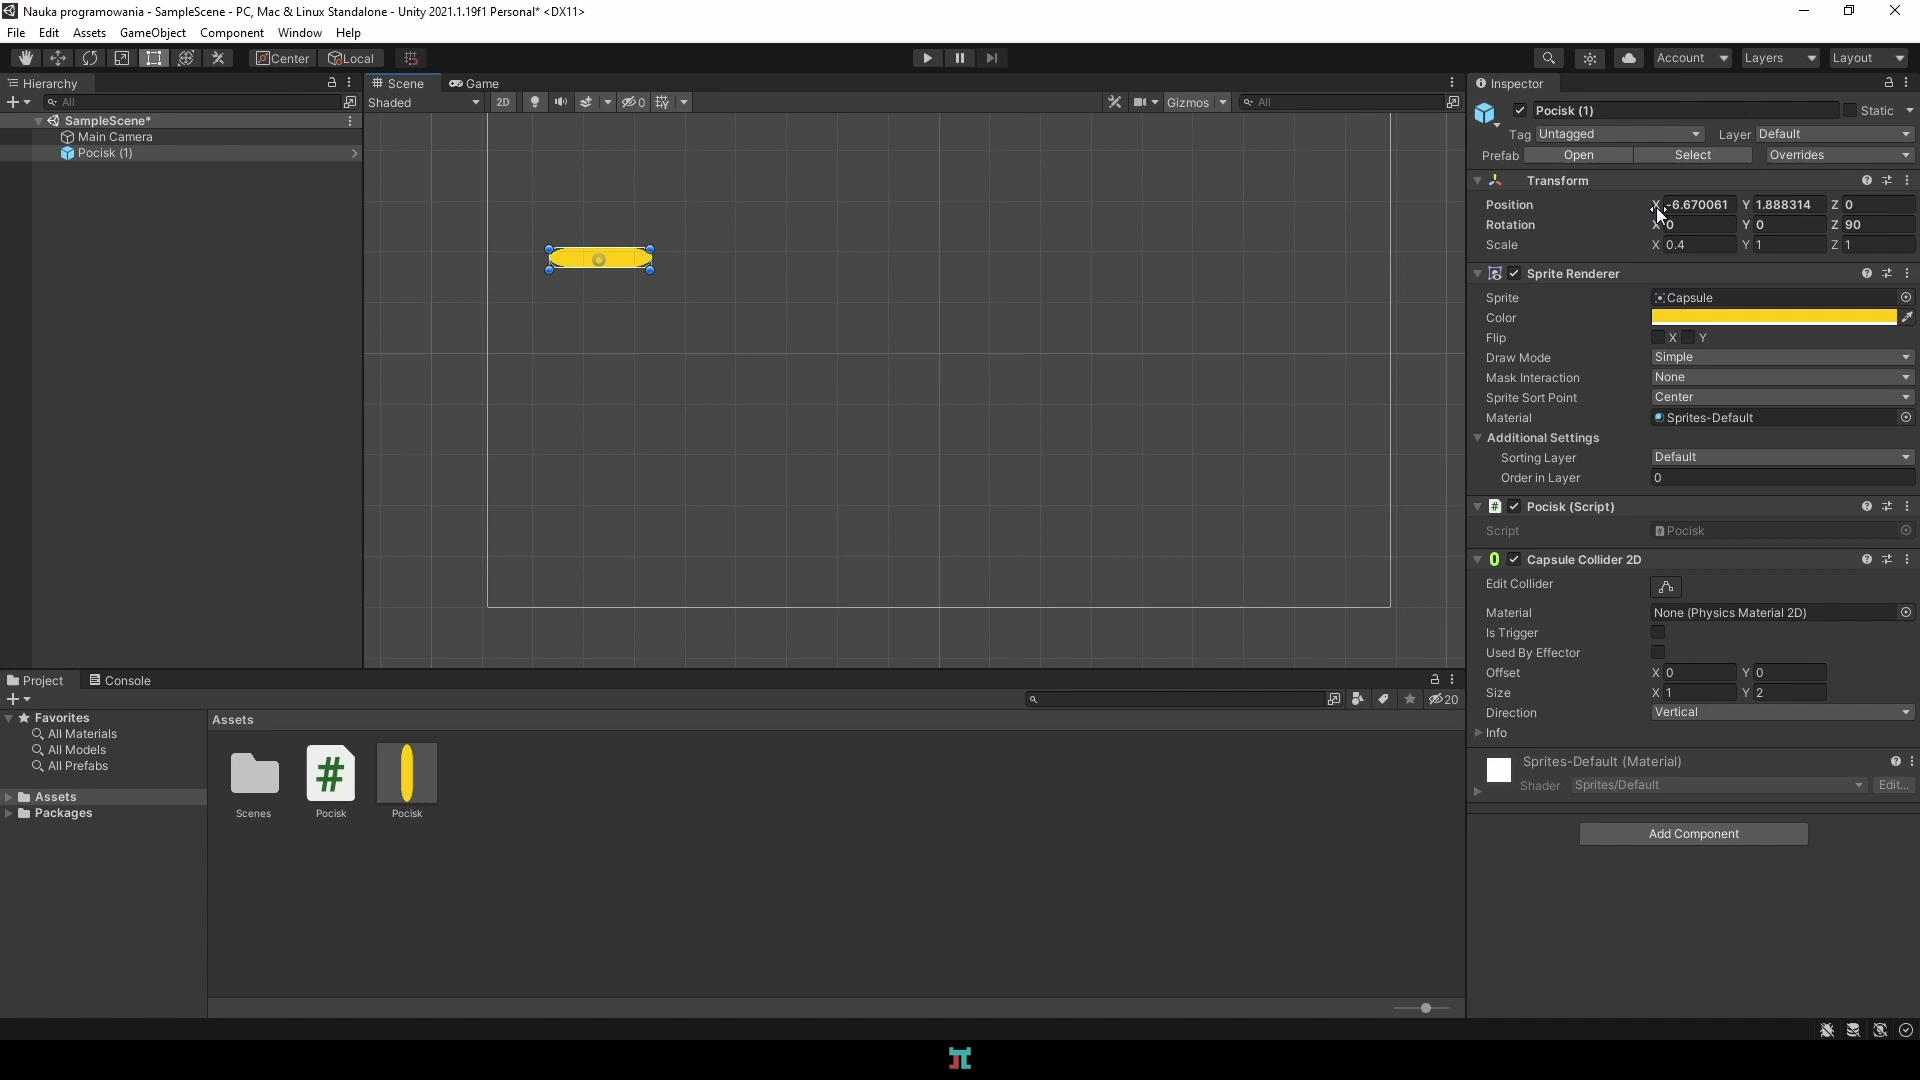 Nauka programowania - SampleScene - PC, Mac & Linux Standalone - Unity 2021.1.19f1 Personal* <DX11>
File Edit Assets GameObject Component Window Help
Center Local Account Layers Layout
Hierarchy
All
SampleScene*
Main Camera
Pocisk (1)
Scene Game
Shaded 2D 0 Gizmos All
Inspector
Pocisk (1) Static
Tag Untagged Layer Default
Prefab Open Select Overrides
Transform
Position X -6.670061 Y 1.888314 Z 0
Rotation X 0 Y 0 Z 90
Scale X 0.4 Y 1 Z 1
Sprite Renderer
Sprite Capsule
Color
Flip X Y
Draw Mode Simple
Mask Interaction None
Sprite Sort Point Center
Material Sprites-Default
Additional Settings
Sorting Layer Default
Order in Layer 0
Pocisk (Script)
Script Pocisk
Capsule Collider 2D
Edit Collider
Material None (Physics Material 2D)
Is Trigger
Used By Effector
Offset X 0 Y 0
Size X 1 Y 2
Direction Vertical
Info
Sprites-Default (Material)
Shader Sprites/Default Edit...
Add Component
Project Console
20
Favorites
All Materials
All Models
All Prefabs
Assets
Packages
Assets
Scenes Pocisk Pocisk